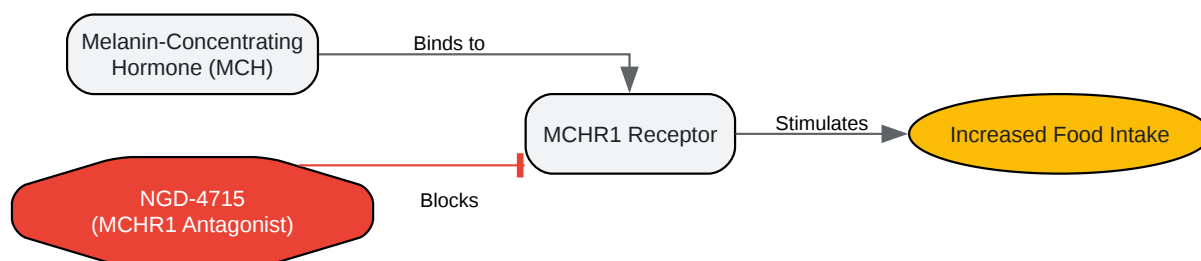 Melanin-Concentrating
Hormone (MCH)
Binds to
MCHR1 Receptor
Stimulates
Increased Food Intake
NGD-4715
(MCHR1 Antagonist)
Blocks